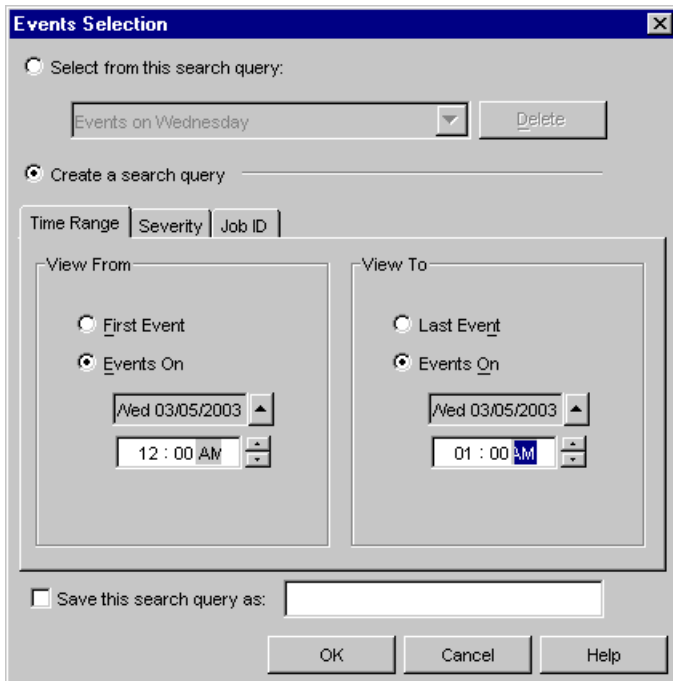 Events Selection
Select from this search query:
Events on Wednesday
Delete
Create a search query
Time Range Severity Job ID
View From
First Event
Events On
Wed 03/05/2003
12 : 00 AM
View To
Last Event
Events On
Wed 03/05/2003
01 : 00 AM
Save this search query as:
OK Cancel Help